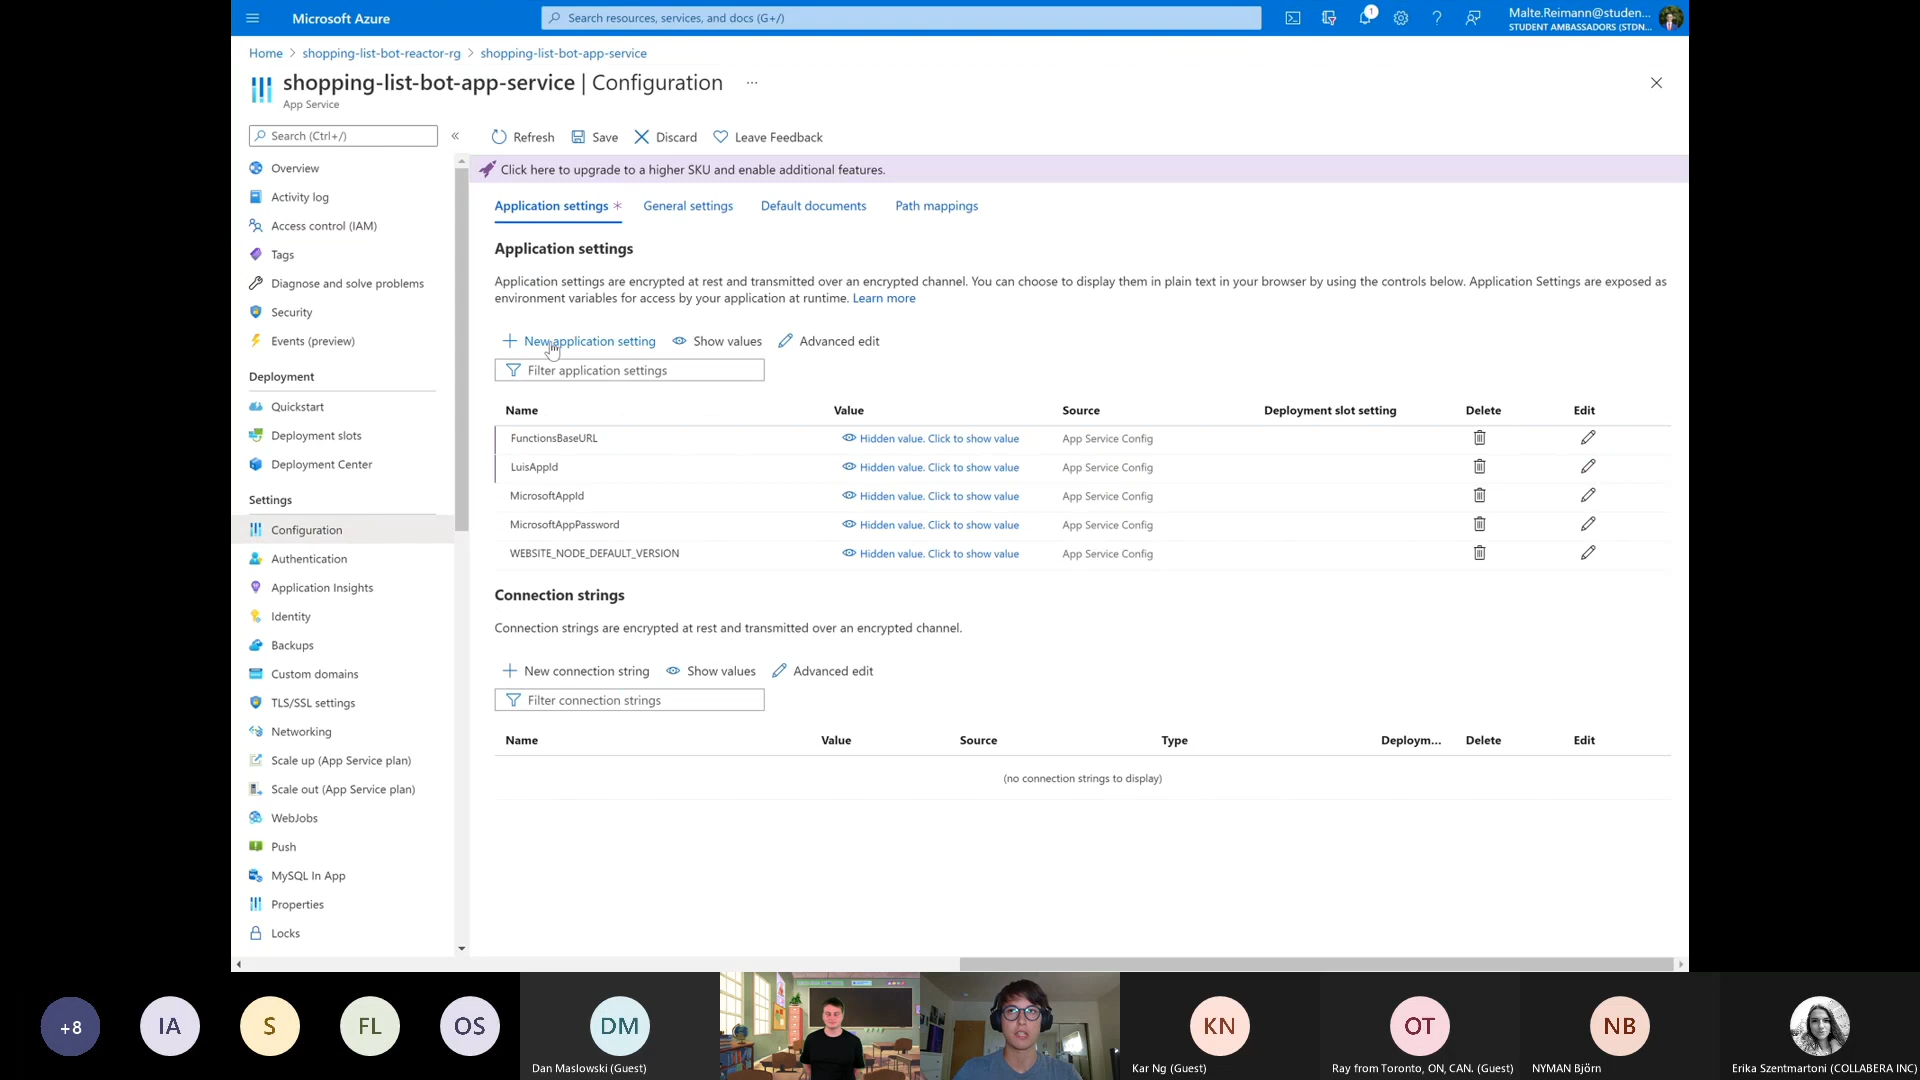 Microsoft Azure
Search resources, services, and docs (G+/)
1
Malte.Reimann@studen...
STUDENT AMBASSADORS (STDN...
Home > shopping-list-bot-reactor-rg > shopping-list-bot-app-service
shopping-list-bot-app-service | Configuration ...
App Service
Search (Ctrl+/)
«
Refresh Save Discard Leave Feedback
Click here to upgrade to a higher SKU and enable additional features.
Overview
Activity log
Access control (IAM)
Tags
Diagnose and solve problems
Security
Events (preview)
Deployment
Quickstart
Deployment slots
Deployment Center
Settings
Configuration
Authentication
Application Insights
Identity
Backups
Custom domains
TLS/SSL settings
Networking
Scale up (App Service plan)
Scale out (App Service plan)
WebJobs
Push
MySQL In App
Properties
Locks
Application settings * General settings Default documents Path mappings
Application settings
Application settings are encrypted at rest and transmitted over an encrypted channel. You can choose to display them in plain text in your browser by using the controls below. Application Settings are exposed as
environment variables for access by your application at runtime. Learn more
New application setting Show values Advanced edit
Filter application settings
Name Value Source Deployment slot setting Delete Edit
FunctionsBaseURL Hidden value. Click to show value App Service Config
LuisAppId Hidden value. Click to show value App Service Config
MicrosoftAppId Hidden value. Click to show value App Service Config
MicrosoftAppPassword Hidden value. Click to show value App Service Config
WEBSITE_NODE_DEFAULT_VERSION Hidden value. Click to show value App Service Config
Connection strings
Connection strings are encrypted at rest and transmitted over an encrypted channel.
New connection string Show values Advanced edit
Filter connection strings
Name Value Source Type Deploym... Delete Edit
(no connection strings to display)
+8 IA S FL OS DM KN OT NB
Dan Maslowski (Guest) Kar Ng (Guest) Ray from Toronto, ON, CAN. (Guest) NYMAN Björn Erika Szentmartoni (COLLABERA INC)